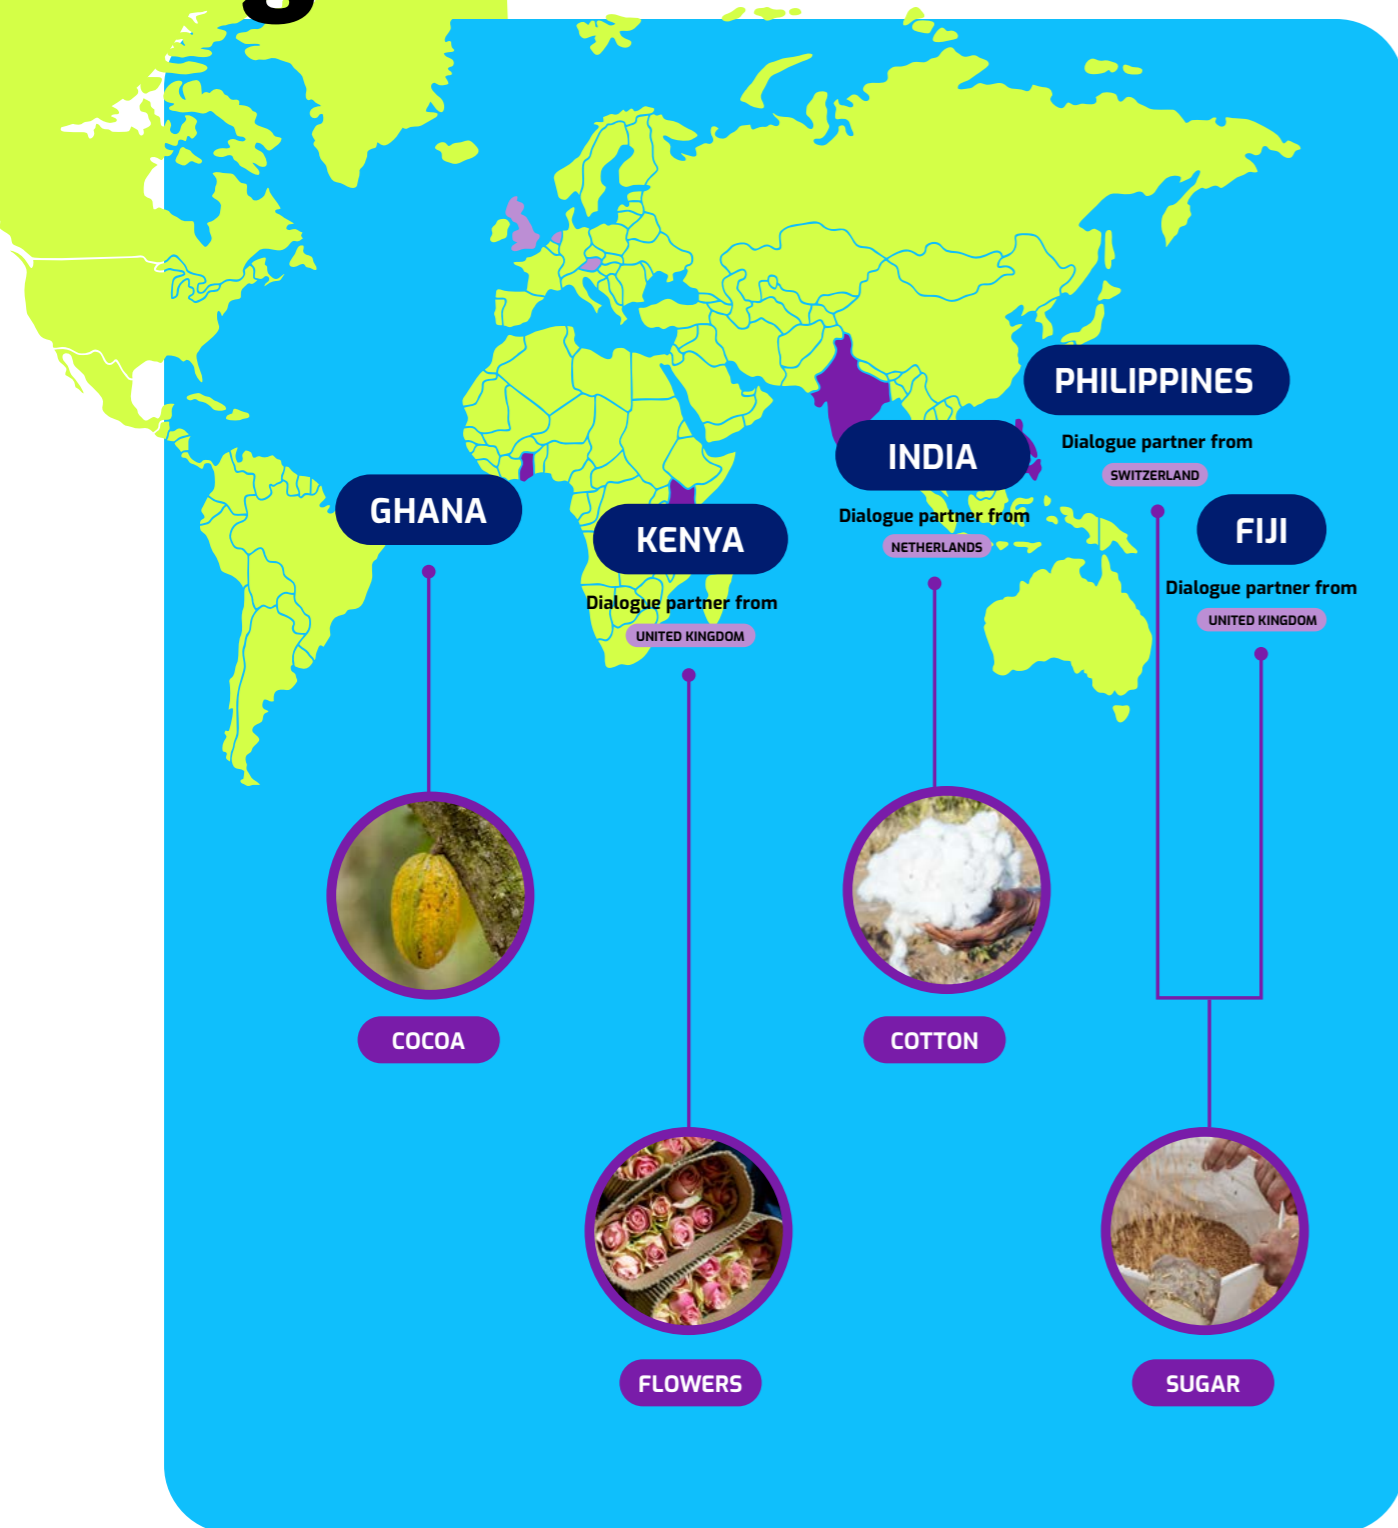 PHILIPPINES
Dialogue partner from
SWITZERLAND
INDIA
Dialogue partner from
NETHERLANDS
GHANA
KENYA
Dialogue partner from
UNITED KINGDOM
FIJI
Dialogue partner from
UNITED KINGDOM
COCOA
COTTON
FLOWERS
SUGAR